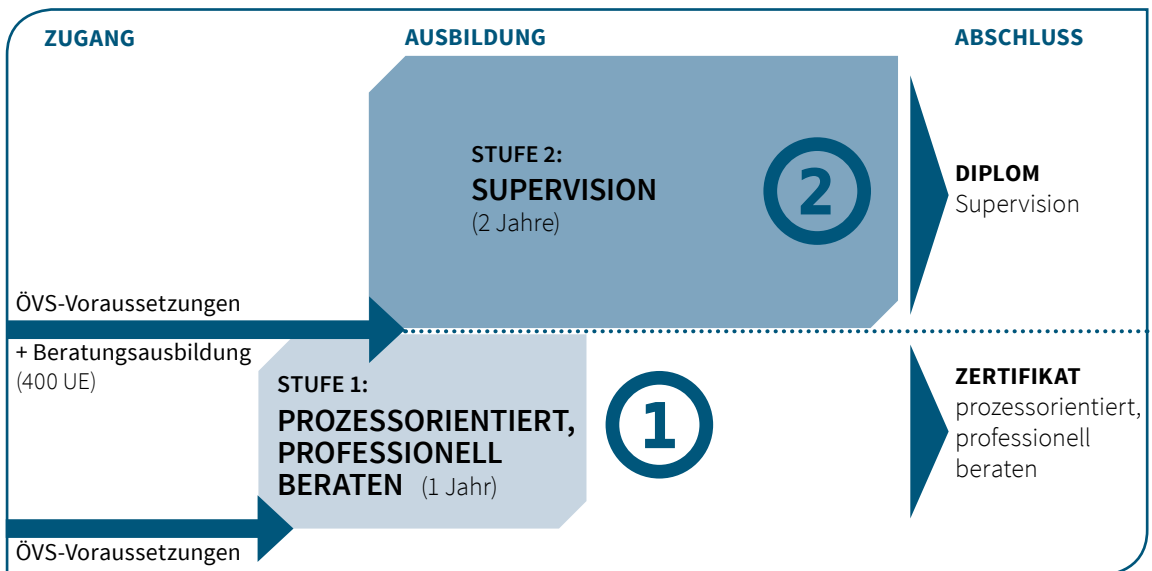 ZUGANG
AUSBILDUNG
ABSCHLUSS
STUFE 2:
SUPERVISION
(2 Jahre)
2
DIPLOM
Supervision
ÖVS-Voraussetzungen
+ Beratungsausbildung
(400 UE)
STUFE 1:
PROZESSORIENTIERT,
PROFESSIONELL
BERATEN (1 Jahr)
1
ZERTIFIKAT
prozessorientiert,
professionell
beraten
ÖVS-Voraussetzungen